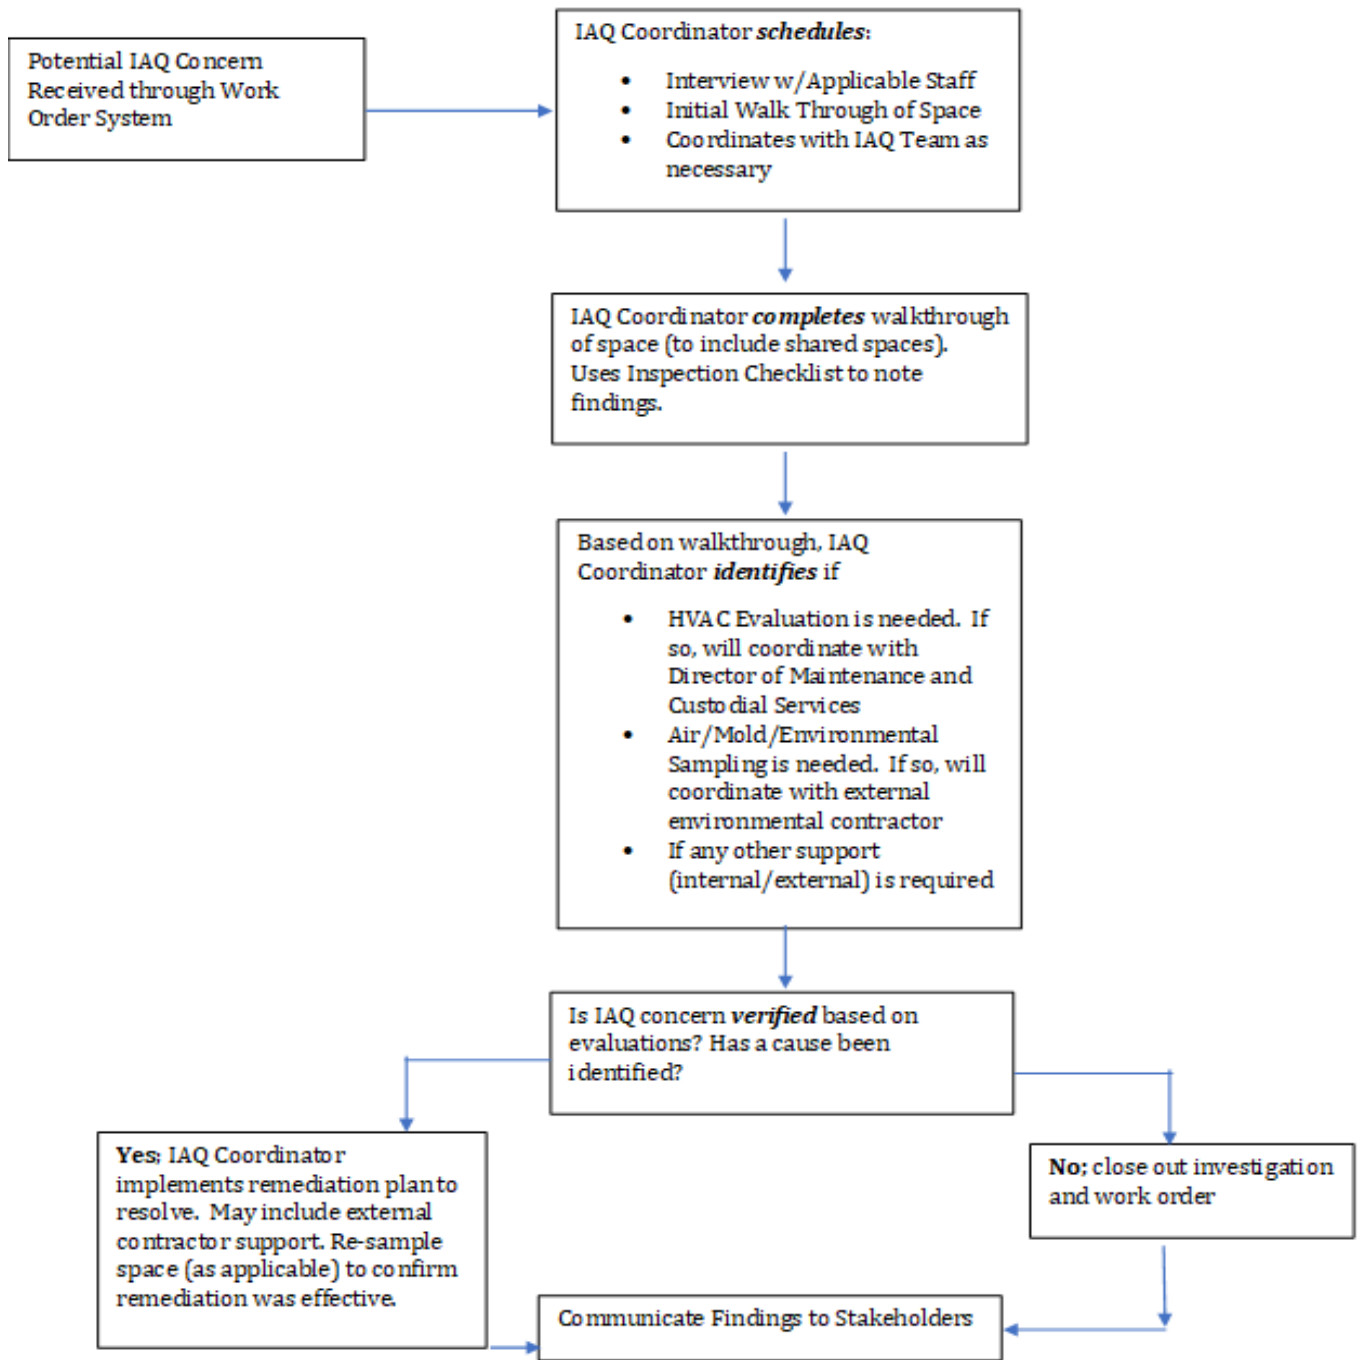 Potential IAQ Concern
Received through Work
Order System
IAQ Coordinator schedules:
• Interview w/Applicable Staff
• Initial Walk Through of Space
• Coordinates with IAQ Team as
necessary
IAQ Coordinator completes walkthrough
of space (to include shared spaces).
Uses Inspection Checklist to note
findings.
Based on walkthrough, IAQ
Coordinator identifies if
• HVAC Evaluation is needed. If
so, will coordinate with
Director of Maintenance and
Custodial Services
• Air/Mold/Environmental
Sampling is needed. If so, will
coordinate with external
environmental contractor
• If any other support
(internal/external) is required
Is IAQ concern verified based on
evaluations? Has a cause been
identified?
Yes; IAQ Coordinator
implements remediation plan to
resolve. May include external
contractor support. Re-sample
space (as applicable) to confirm
remediation was effective.
No; close out investigation
and work order
Communicate Findings to Stakeholders